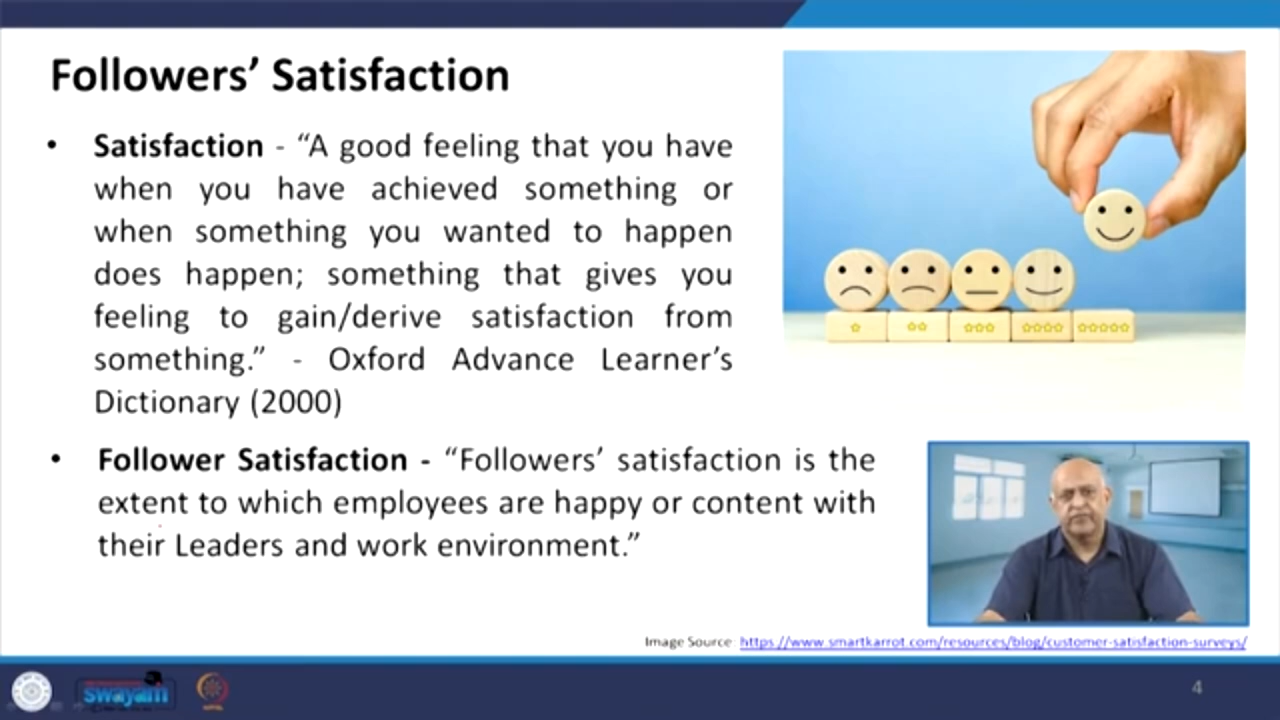 Followers’ Satisfaction
• Satisfaction - “A good feeling that you have
when you have achieved something or
when something you wanted to happen
does happen; something that gives you
feeling to gain/derive satisfaction from
something.” - Oxford Advance Learner’s
Dictionary (2000)
• Follower Satisfaction - “Followers’ satisfaction is the
extent to which employees are happy or content with
their Leaders and work environment.”
Image Source: https://www.smartkarrot.com/resources/blog/customer-satisfaction-surveys/
swayam
4